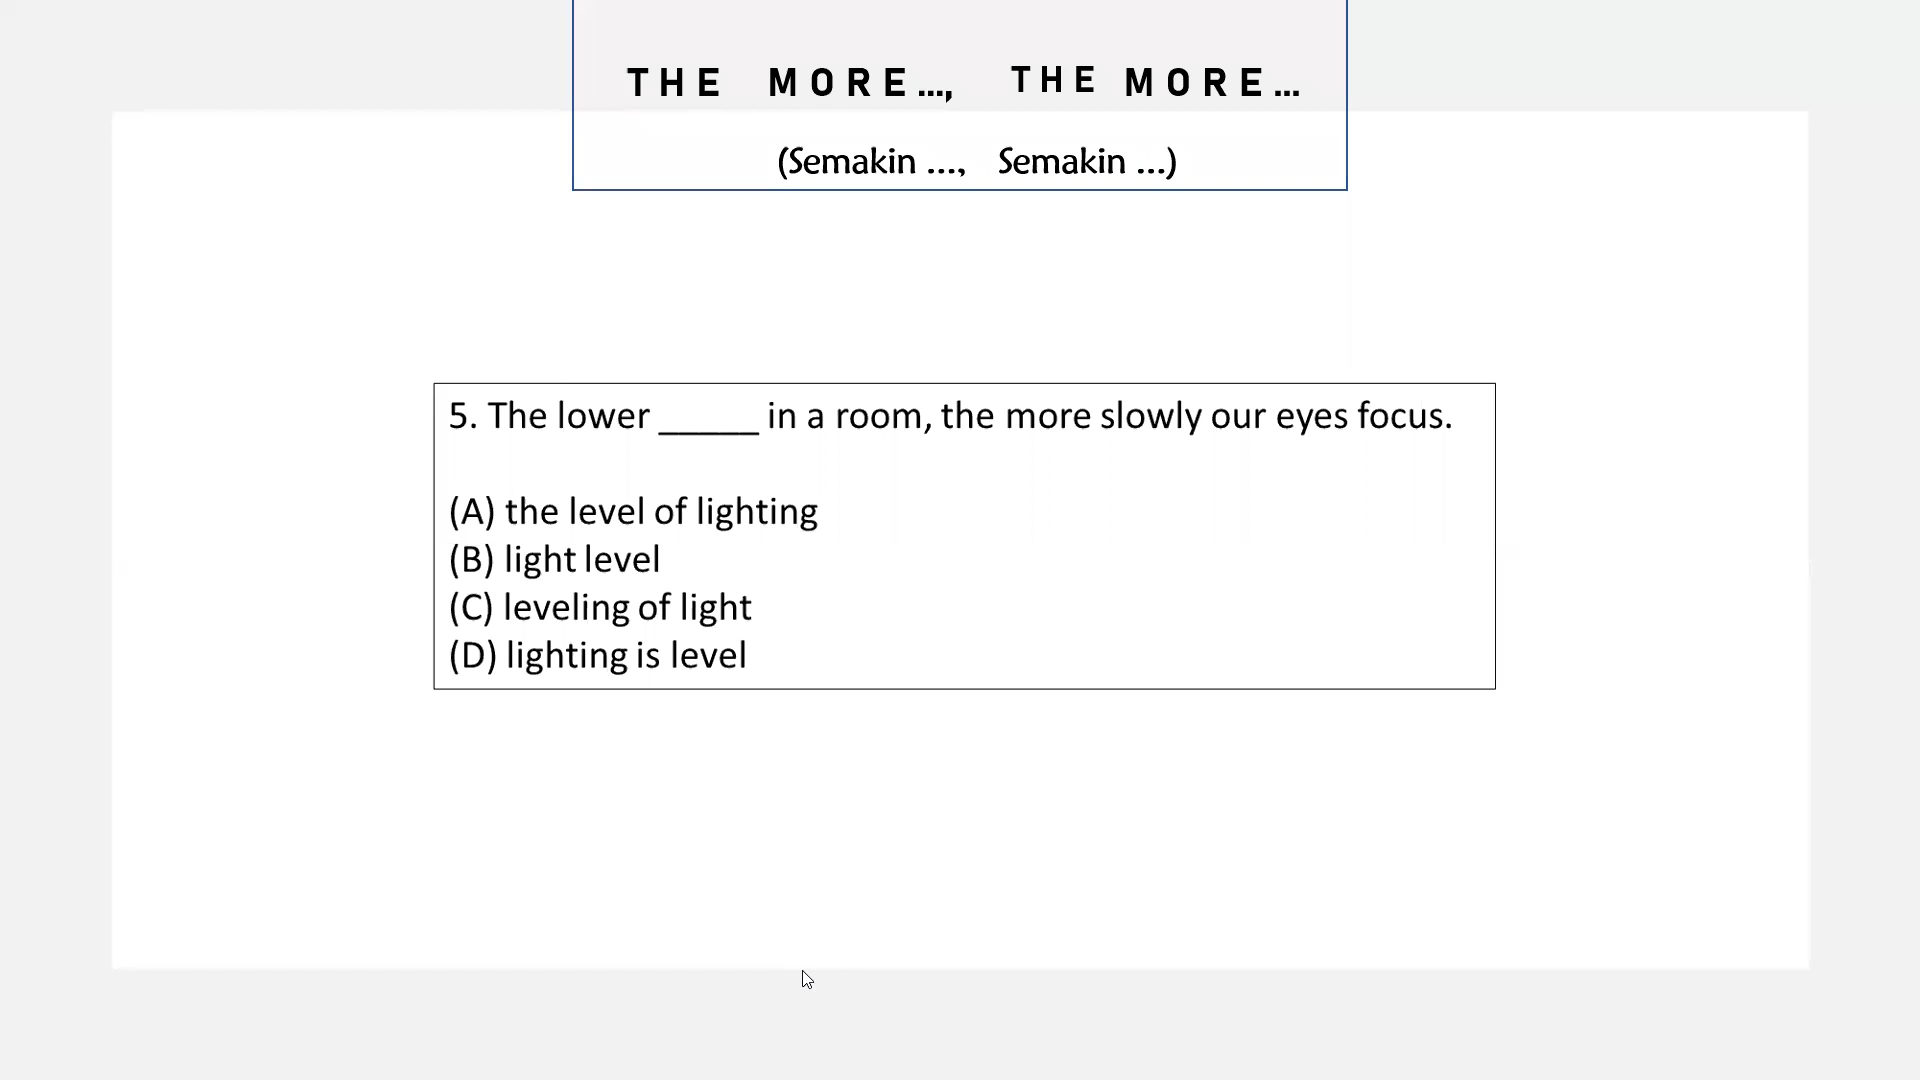 THE MORE..., THE MORE...
(Semakin ..., Semakin ...)
5. The lower _____ in a room, the more slowly our eyes focus.
(A) the level of lighting
(B) light level
(C) leveling of light
(D) lighting is level